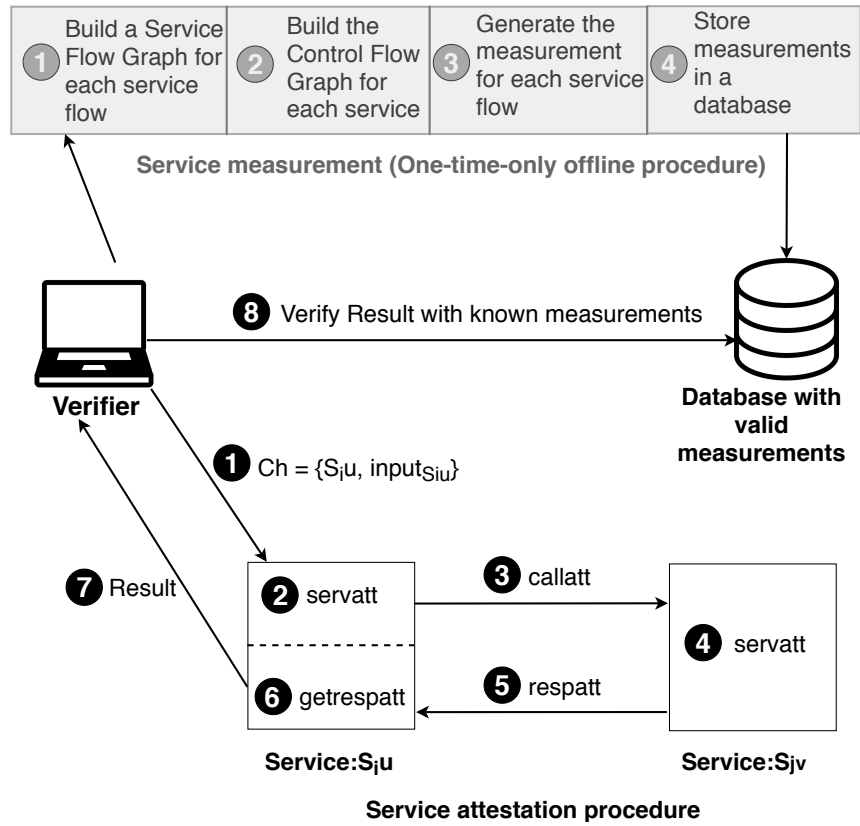 1 Build a Service
Flow Graph for
each service
flow
2 Build the
Control Flow
Graph for
each service
3 Generate the
measurement
for each service
flow
4 Store
measurements
in a
database
Service measurement (One-time-only offline procedure)
8 Verify Result with known measurements
Verifier
Database with
valid
measurements
1 Ch = {Sᵢu, input_Siu}
7 Result
2 servatt
3 callatt
4 servatt
5 respatt
6 getrespatt
Service:Sᵢu
Service:Sjv
Service attestation procedure